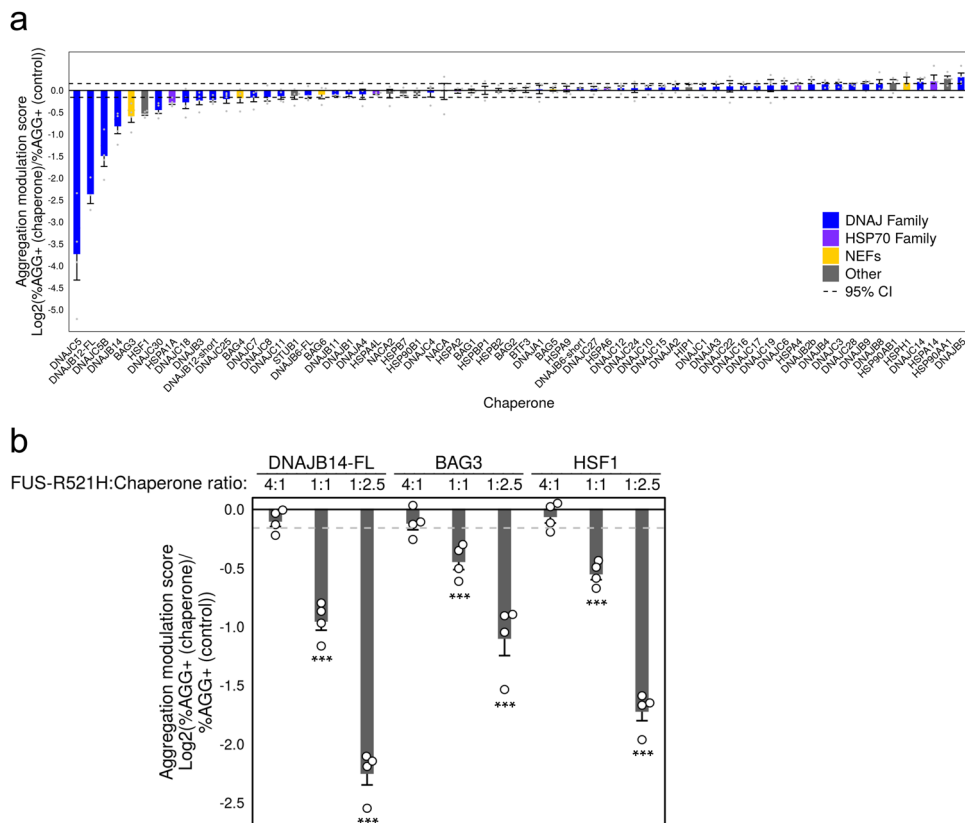 a
Aggregation modulation score
Log2(%AGG+ (chaperone)/%AGG+ (control))
0.0
-0.5
-1.0
-1.5
-2.0
-2.5
-3.0
-3.5
-4.0
-4.5
-5.0
DNAJ Family
HSP70 Family
NEFs
Other
95% CI
DNAJC5
DNAJB12-FL
DNAJC5B
DNAJB14
BAG3
HSF1
DNAJC30
HSPA1A
DNAJC18
DNAJB3
DNAJB12-short
DNAJC25
BAG4
DNAJC7
DNAJC8
DNAJC11
STUB1
DNAJB6-FL
BAG6
DNAJB11
DNAJB1
DNAJA4
HSPA4L
NACA2
HSPB7
HSP90B1
DNAJC4
NACA
HSPA2
BAG1
HSPBP1
HSPB2
BAG2
BTF3
DNAJA1
BAG5
HSPA9
DNAJB6-short
DNAJC27
HSPA6
DNAJC12
DNAJC24
DNAJC10
DNAJC15
DNAJA2
HIP
DNAJC1
DNAJA3
DNAJC22
DNAJC16
DNAJC17
DNAJC19
DNAJC6
HSPA4
DNAJB2b
DNAJB4
DNAJC3
DNAJC28
DNAJB9
DNAJB8
HSP90AB1
HSPH1
DNAJC14
HSPA14
HSP90AA1
DNAJB5
Chaperone
b
DNAJB14-FL BAG3 HSF1
FUS-R521H:Chaperone ratio: 4:1 1:1 1:2.5 4:1 1:1 1:2.5 4:1 1:1 1:2.5
Aggregation modulation score
Log2(%AGG+ (chaperone)/
%AGG+ (control))
0.0
-0.5
-1.0
-1.5
-2.0
-2.5
***
***
***
***
***
***